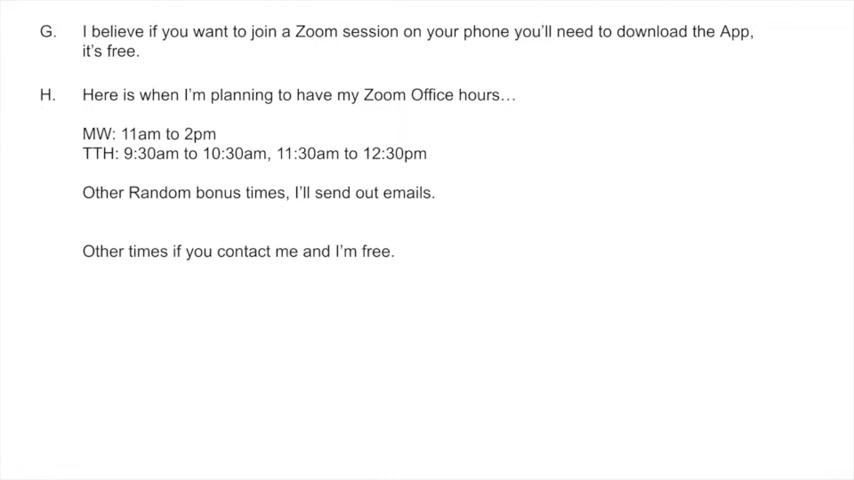 G. I believe if you want to join a Zoom session on your phone you’ll need to download the App,
it’s free.
H. Here is when I’m planning to have my Zoom Office hours…
MW: 11am to 2pm
TTH: 9:30am to 10:30am, 11:30am to 12:30pm
Other Random bonus times, I’ll send out emails.
Other times if you contact me and I’m free.